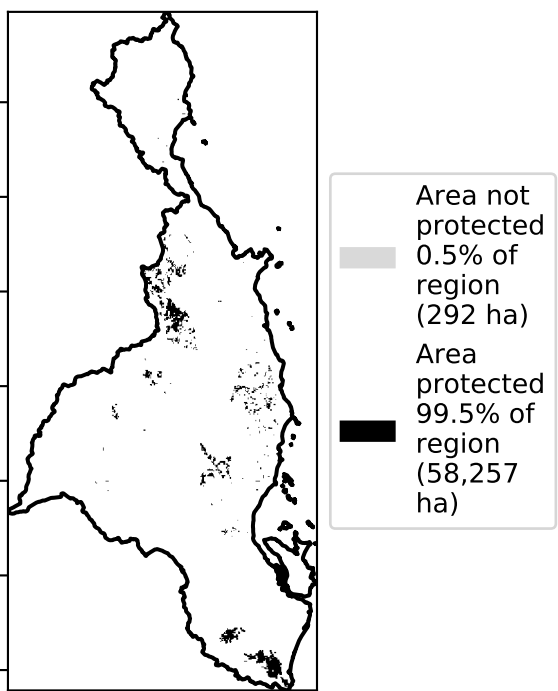 Area not
protected
0.5% of
region
(292 ha)
Area
protected
99.5% of
region
(58,257
ha)